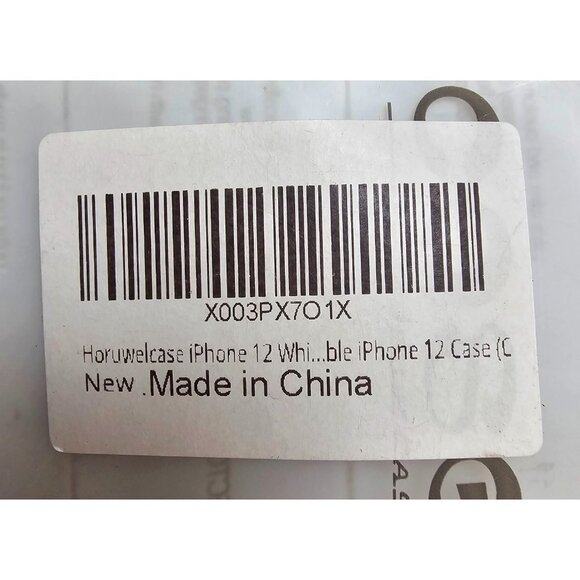 X003PX7O1X
Horuwelcase iPhone 12 Whi...ble iPhone 12 Case (C
New .Made in China